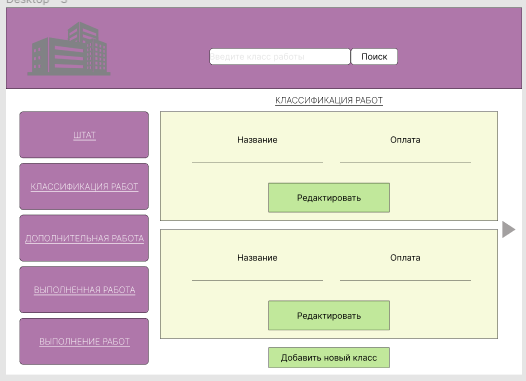 Desktop - 3
Введите класс работы
Поиск
КЛАССИФИКАЦИЯ РАБОТ
ШТАТ
КЛАССИФИКАЦИЯ РАБОТ
ДОПОЛНИТЕЛЬНАЯ РАБОТА
ВЫПОЛНЕННАЯ РАБОТА
ВЫПОЛНЕНИЕ РАБОТ
Название Оплата
Редактировать
Название Оплата
Редактировать
Добавить новый класс